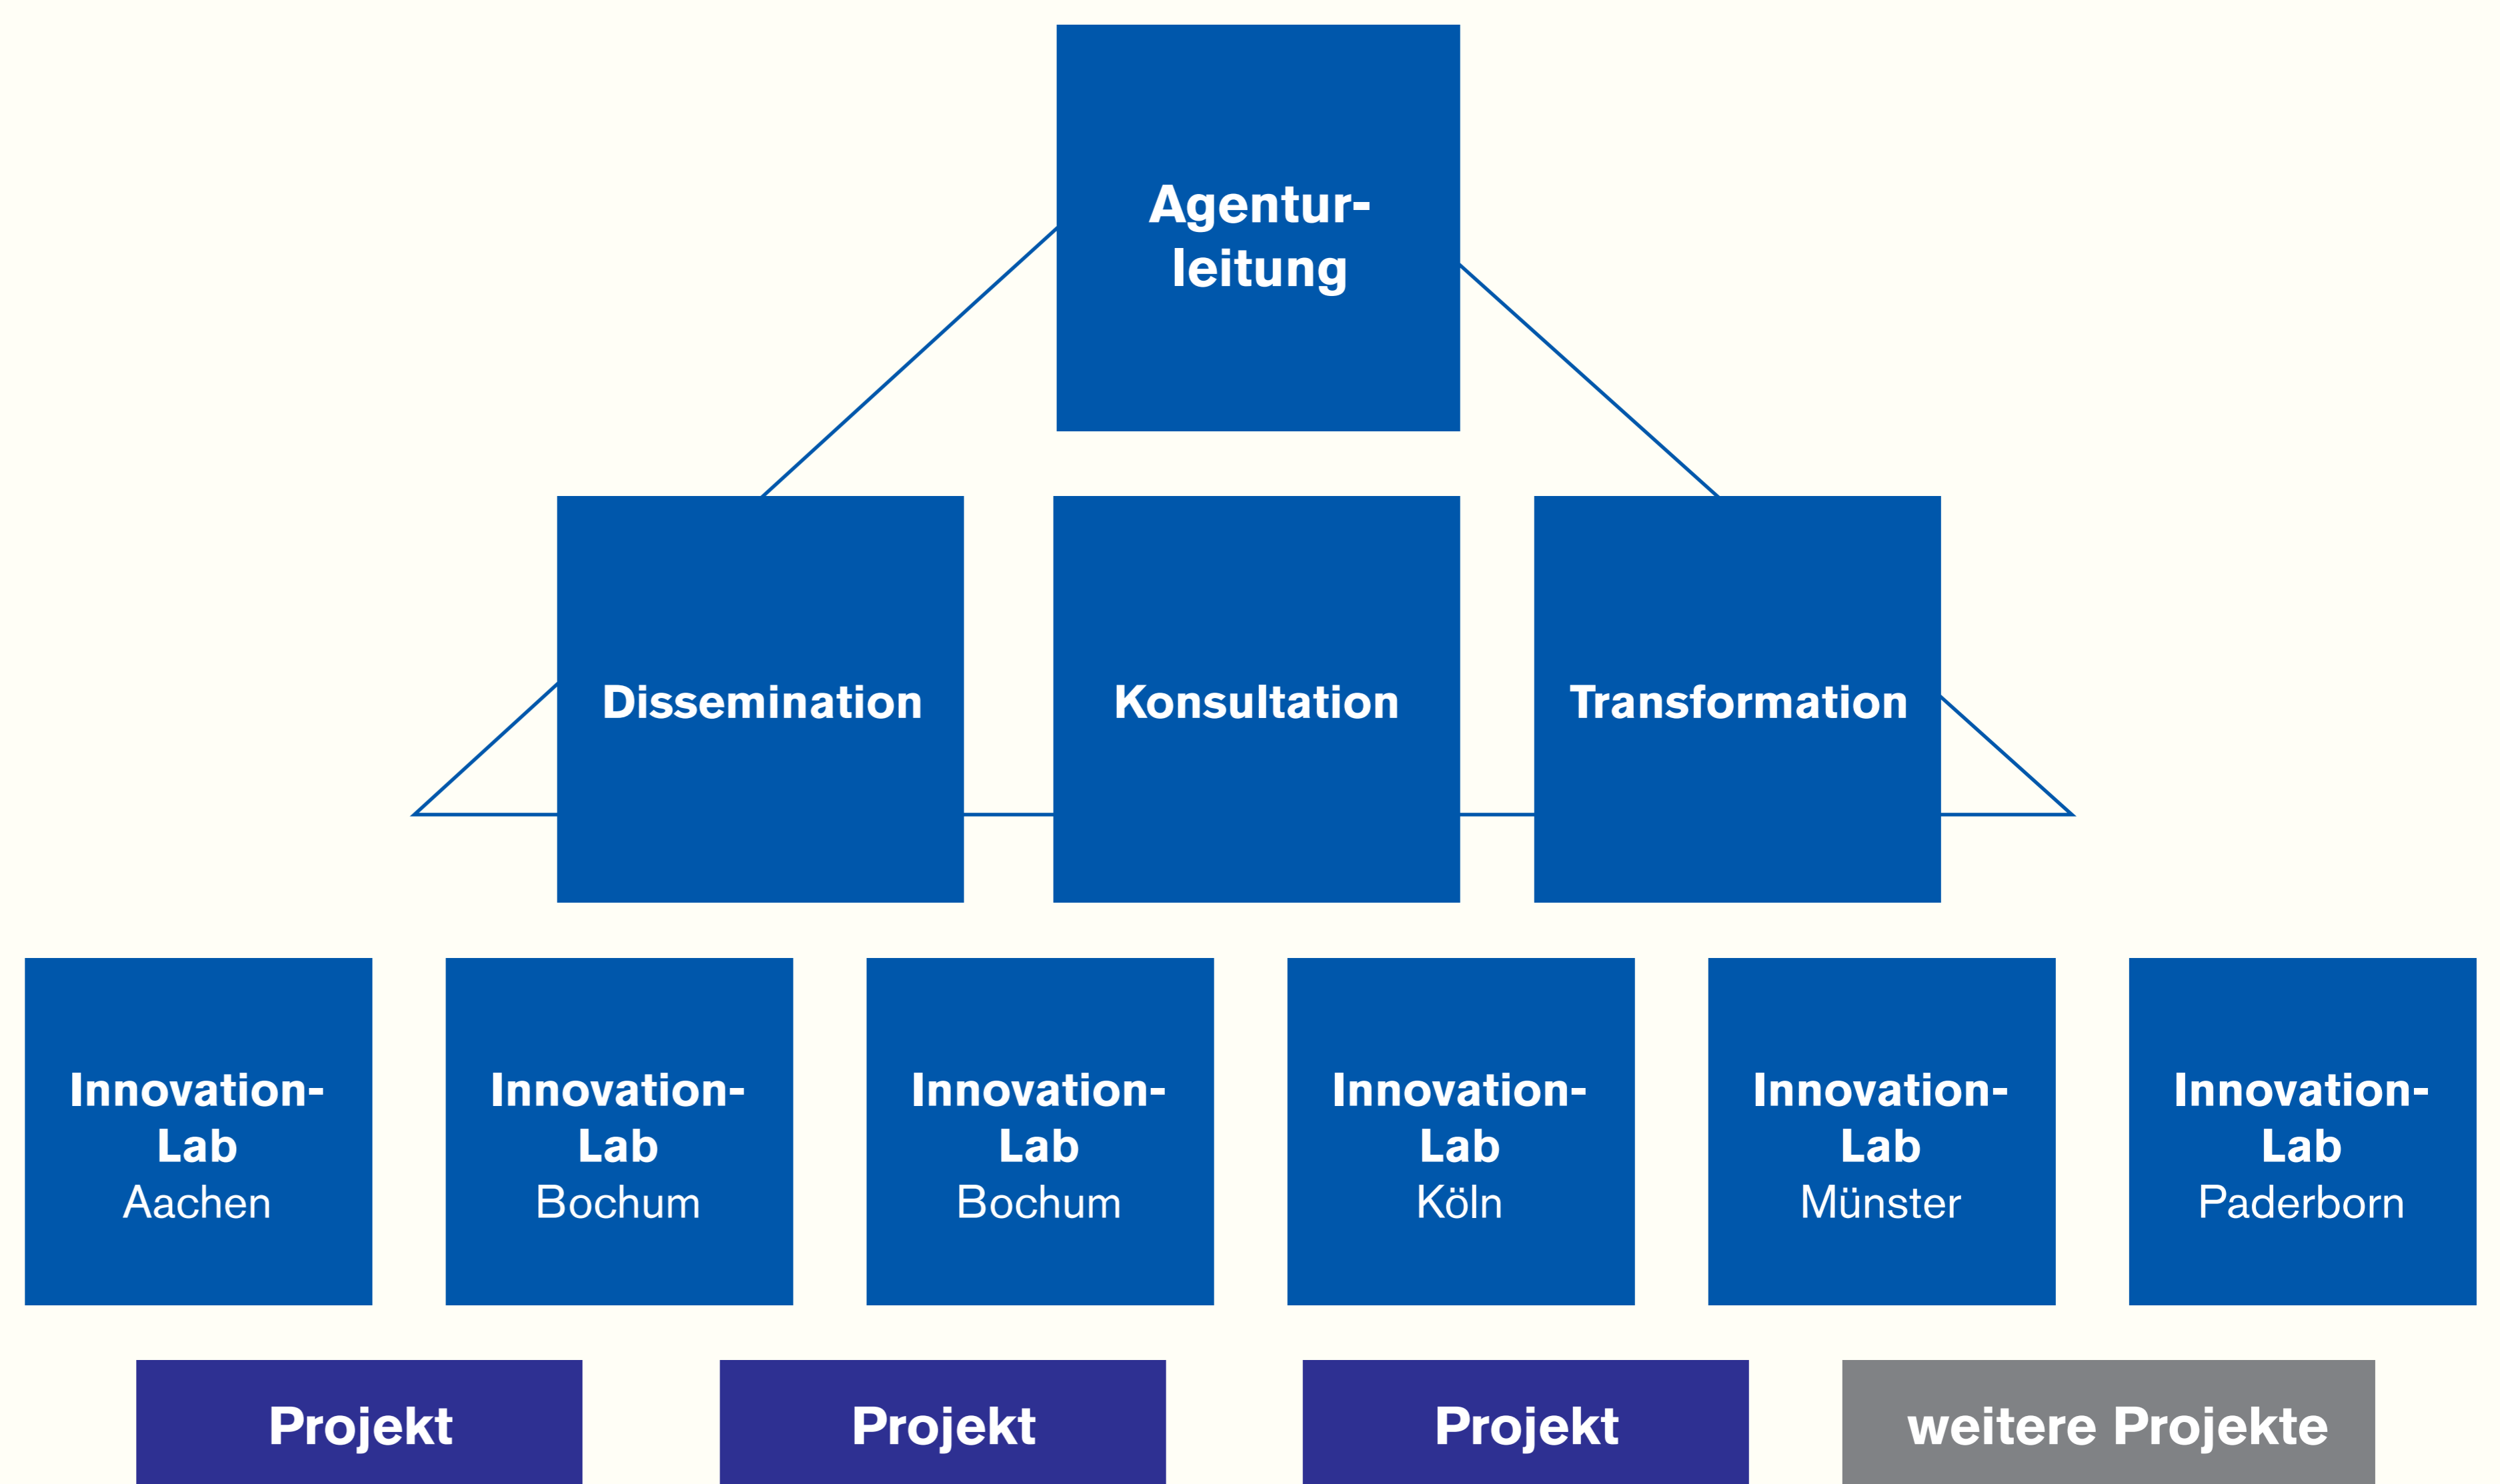 Agentur-
leitung
Dissemination
Konsultation
Transformation
Innovation-
Lab
Aachen
Innovation-
Lab
Bochum
Innovation-
Lab
Bochum
Innovation-
Lab
Köln
Innovation-
Lab
Münster
Innovation-
Lab
Paderborn
Projekt
Projekt
Projekt
weitere Projekte